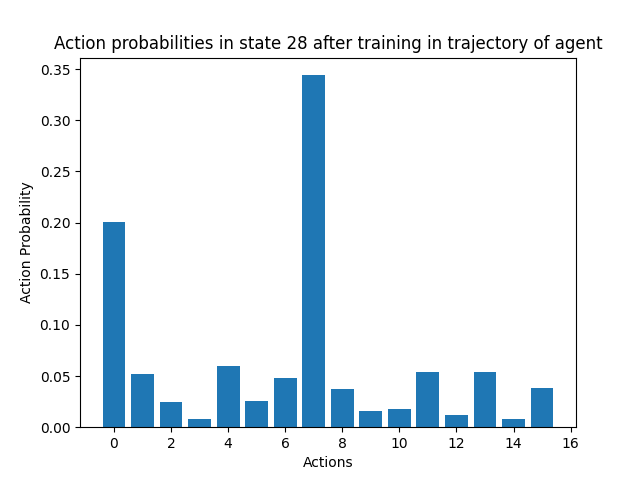 Action probabilities in state 28 after training in trajectory of agent
0.35
0.30
0.25
0.20
0.15
0.10
0.05
0.00
Action Probability
0 2 4 6 8 10 12 14 16
Actions